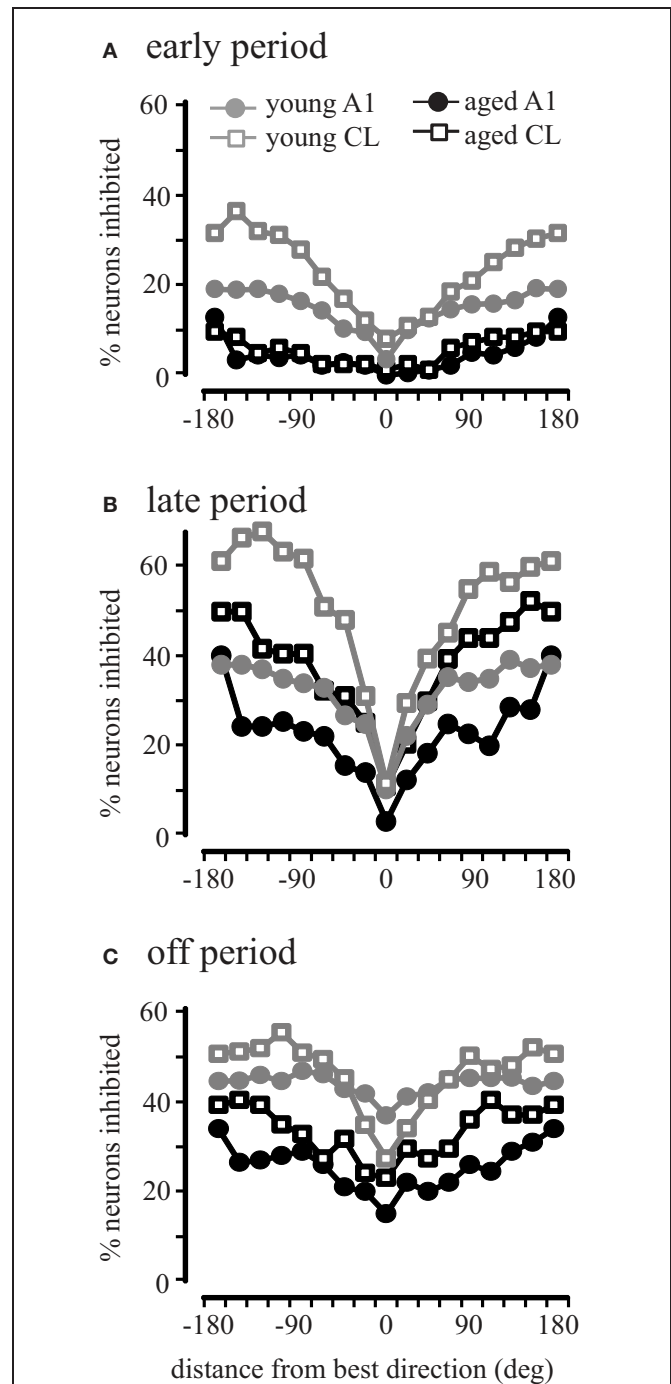 A early period
60
40
20
0
% neurons inhibited
young A1
aged A1
young CL
aged CL
-180 -90 0 90 180
B late period
60
40
20
0
% neurons inhibited
-180 -90 0 90 180
C off period
60
40
20
0
% neurons inhibited
-180 -90 0 90 180
distance from best direction (deg)